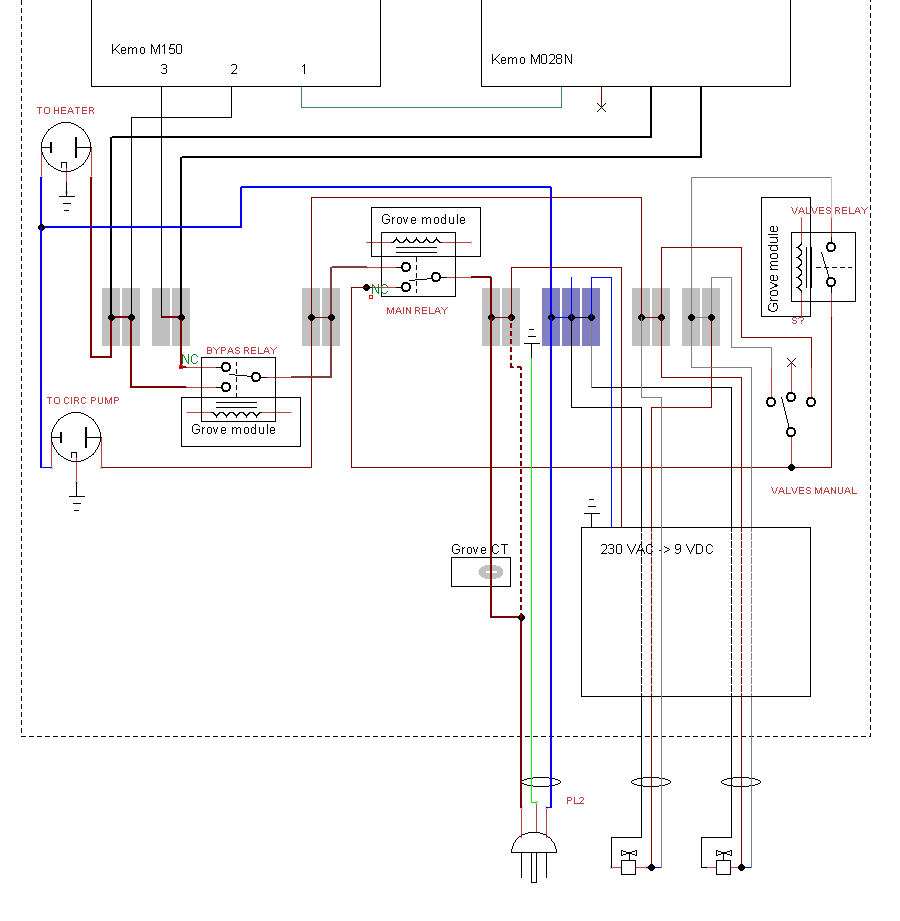 Kemo M150
Kemo M028N
3 2 1
TO HEATER
Grove module
VALVES RELAY
Grove module
NC
MAIN RELAY
S?
NC
BYPAS RELAY
TO CIRC PUMP
Grove module
VALVES MANUAL
Grove CT
230 VAC -> 9 VDC
PL2